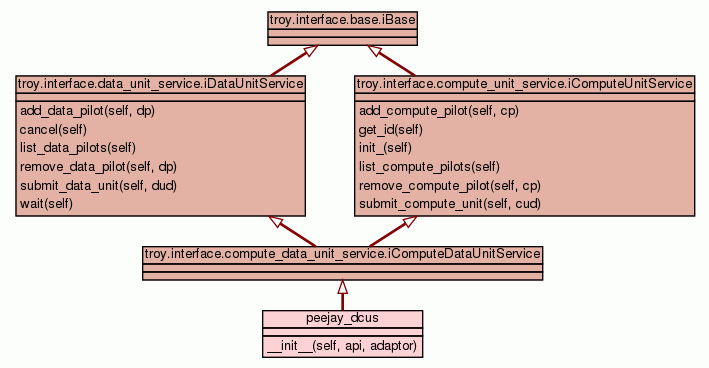 troy.interface.base.iBase
troy.interface.data_unit_service.iDataUnitService
add_data_pilot(self, dp)
cancel(self)
list_data_pilots(self)
remove_data_pilot(self, dp)
submit_data_unit(self, dud)
wait(self)
troy.interface.compute_unit_service.iComputeUnitService
add_compute_pilot(self, cp)
get_id(self)
init_(self)
list_compute_pilots(self)
remove_compute_pilot(self, cp)
submit_compute_unit(self, cud)
troy.interface.compute_data_unit_service.iComputeDataUnitService
peejay_dcus
__init__(self, api, adaptor)